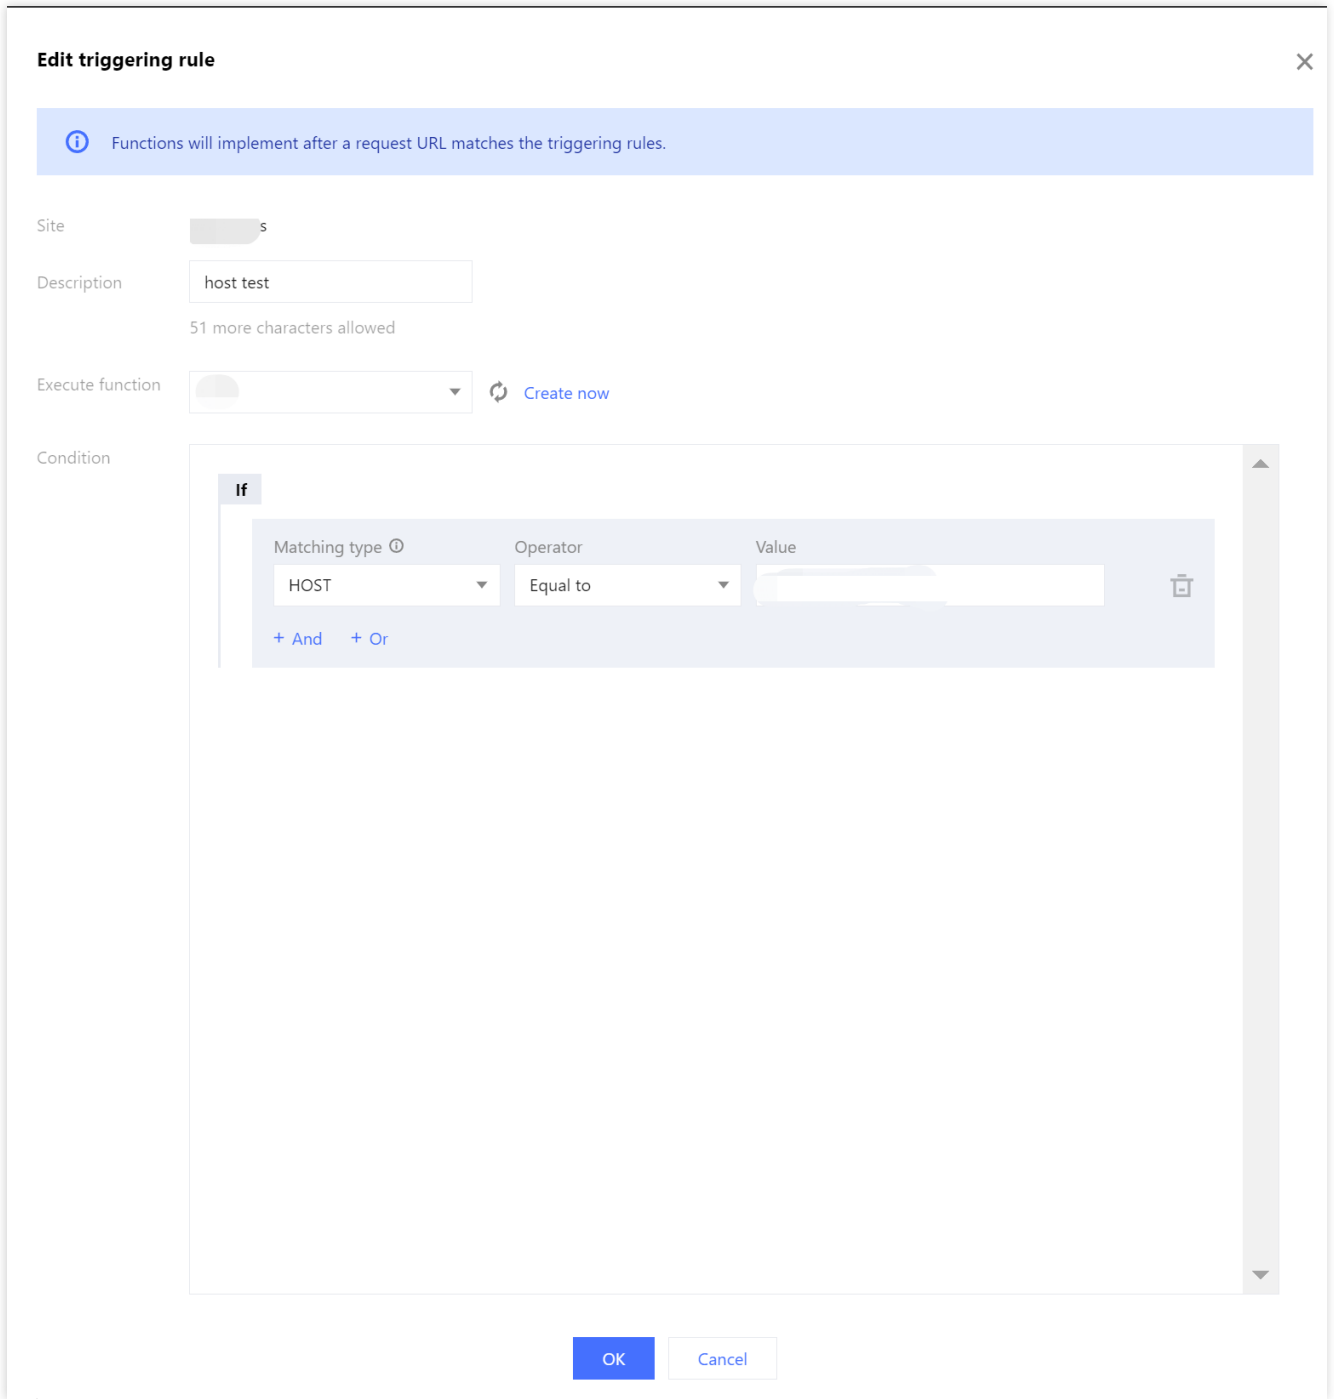 Edit triggering rule
Functions will implement after a request URL matches the triggering rules.
Site s
Description host test
51 more characters allowed
Execute function Create now
Condition
If
Matching type Operator Value
HOST Equal to
+ And + Or
OK Cancel